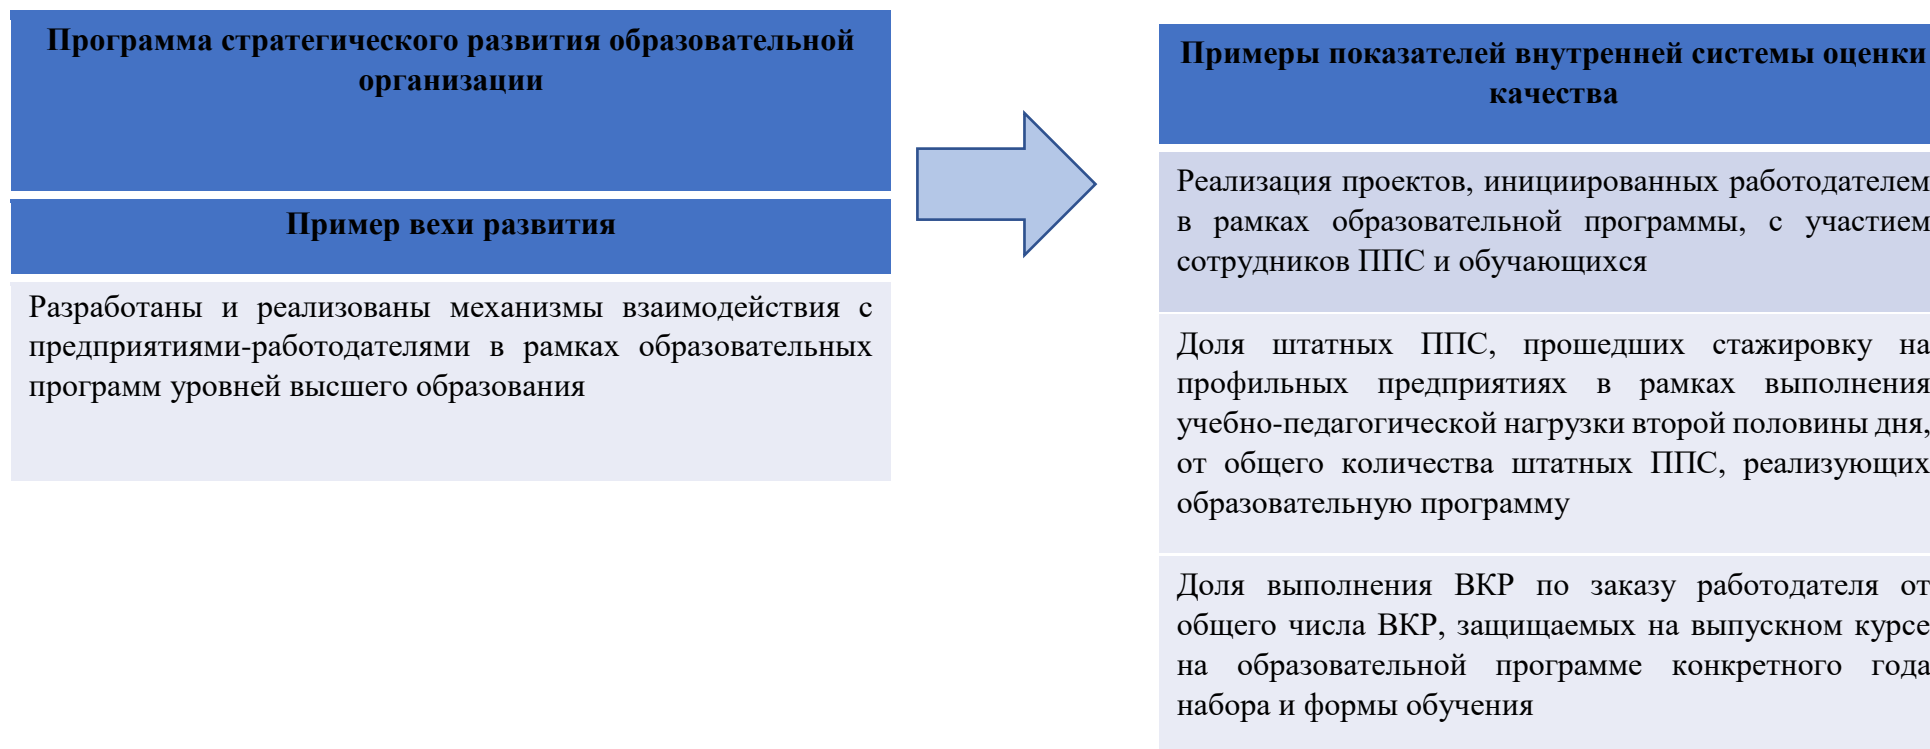 Программа стратегического развития образовательной
организации
Пример вехи развития
Разработаны и реализованы механизмы взаимодействия с
предприятиями-работодателями в рамках образовательных
программ уровней высшего образования
Примеры показателей внутренней системы оценки
качества
Реализация проектов, инициированных работодателем
в рамках образовательной программы, с участием
сотрудников ППС и обучающихся
Доля штатных ППС, прошедших стажировку на
профильных предприятиях в рамках выполнения
учебно-педагогической нагрузки второй половины дня,
от общего количества штатных ППС, реализующих
образовательную программу
Доля выполнения ВКР по заказу работодателя от
общего числа ВКР, защищаемых на выпускном курсе
на образовательной программе конкретного года
набора и формы обучения